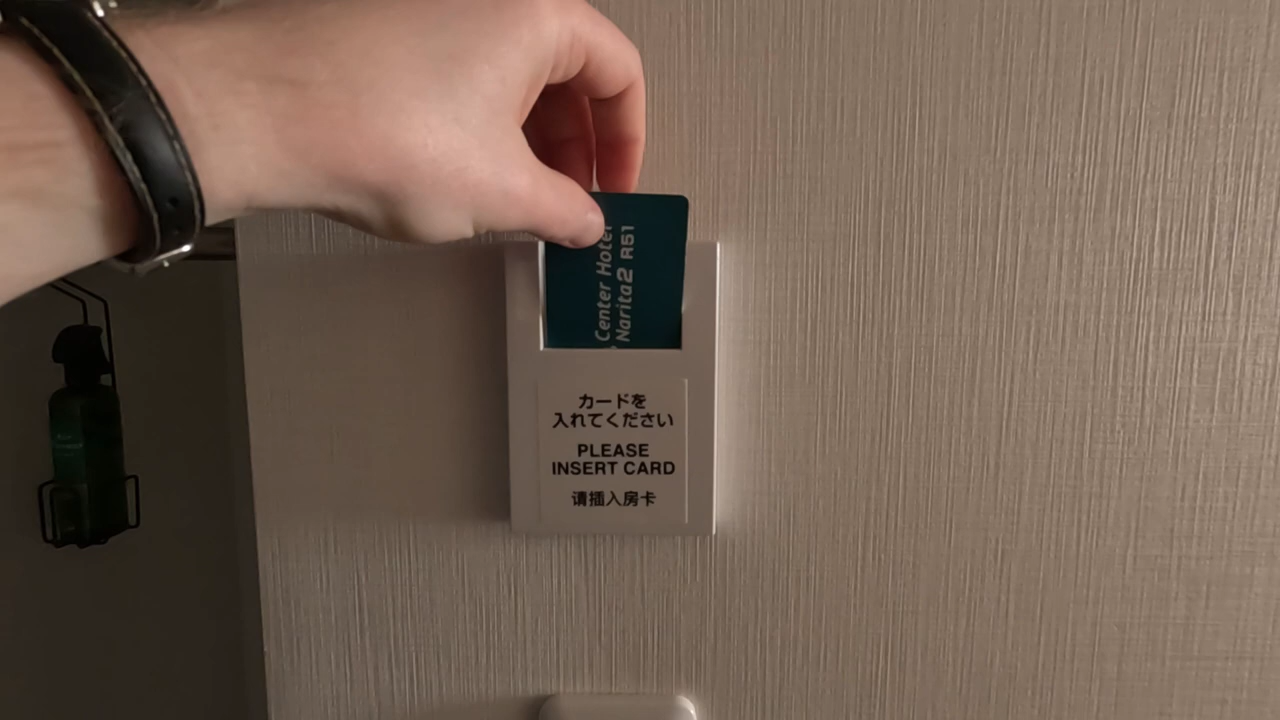 Center Hotel
Narita2 R51
カードを
入れてください
PLEASE
INSERT CARD
请插入房卡